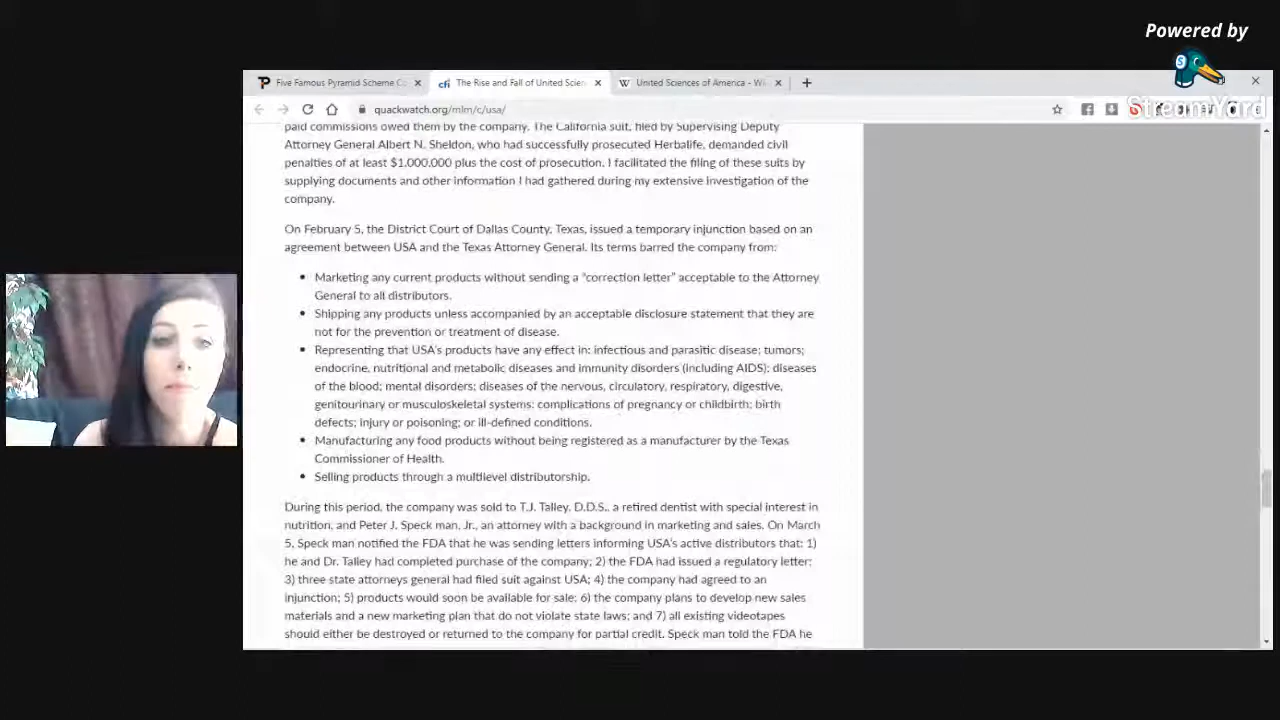 Powered by
StreamYard
Five Famous Pyramid Scheme C
The Rise and Fall of United Scien
United Sciences of America - Wi
quackwatch.org/mlm/c/usa/
paid commissions owed them by the company. The California suit, filed by Supervising Deputy
Attorney General Albert N. Sheldon, who had successfully prosecuted Herbalife, demanded civil
penalties of at least $1,000,000 plus the cost of prosecution. I facilitated the filing of these suits by
supplying documents and other information I had gathered during my extensive investigation of the
company.
On February 5, the District Court of Dallas County, Texas, issued a temporary injunction based on an
agreement between USA and the Texas Attorney General. Its terms barred the company from:
• Marketing any current products without sending a “correction letter” acceptable to the Attorney
General to all distributors.
• Shipping any products unless accompanied by an acceptable disclosure statement that they are
not for the prevention or treatment of disease.
• Representing that USA's products have any effect in: infectious and parasitic disease; tumors;
endocrine, nutritional and metabolic diseases and immunity disorders (including AIDS); diseases
of the blood; mental disorders; diseases of the nervous, circulatory, respiratory, digestive,
genitourinary or musculoskeletal systems; complications of pregnancy or childbirth; birth
defects; injury or poisoning; or ill-defined conditions.
• Manufacturing any food products without being registered as a manufacturer by the Texas
Commissioner of Health.
• Selling products through a multilevel distributorship.
During this period, the company was sold to T.J. Talley, D.D.S., a retired dentist with special interest in
nutrition, and Peter J. Speck man, Jr., an attorney with a background in marketing and sales. On March
5, Speck man notified the FDA that he was sending letters informing USA's active distributors that: 1)
he and Dr. Talley had completed purchase of the company; 2) the FDA had issued a regulatory letter;
3) three state attorneys general had filed suit against USA; 4) the company had agreed to an
injunction; 5) products would soon be available for sale; 6) the company plans to develop new sales
materials and a new marketing plan that do not violate state laws; and 7) all existing videotapes
should either be destroyed or returned to the company for partial credit. Speck man told the FDA he